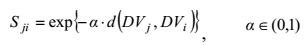 S_{ji} = exp{-α · d(DV_j, DV_i)}, α ∈ (0,1)